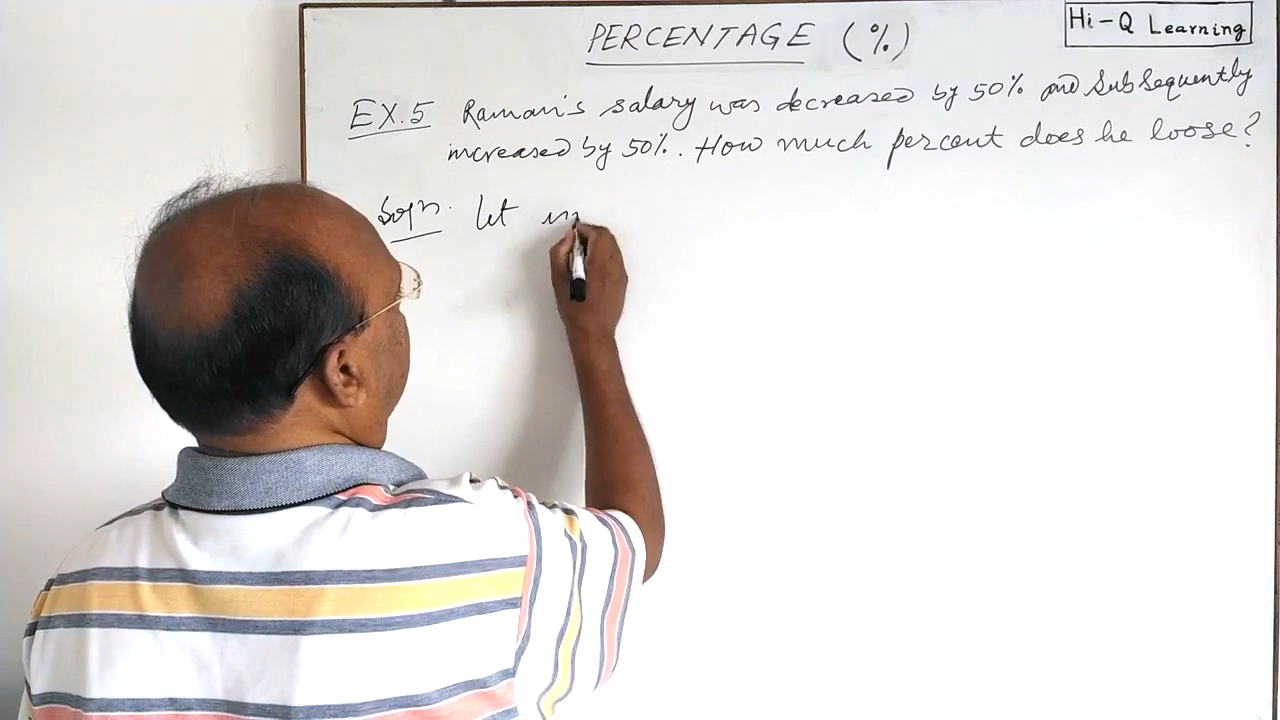 PERCENTAGE (%)
Hi-Q Learning
EX.5 Raman's salary was decreased by 50% and subsequently
increased by 50%. How much percent does he loose?
Soln. let in